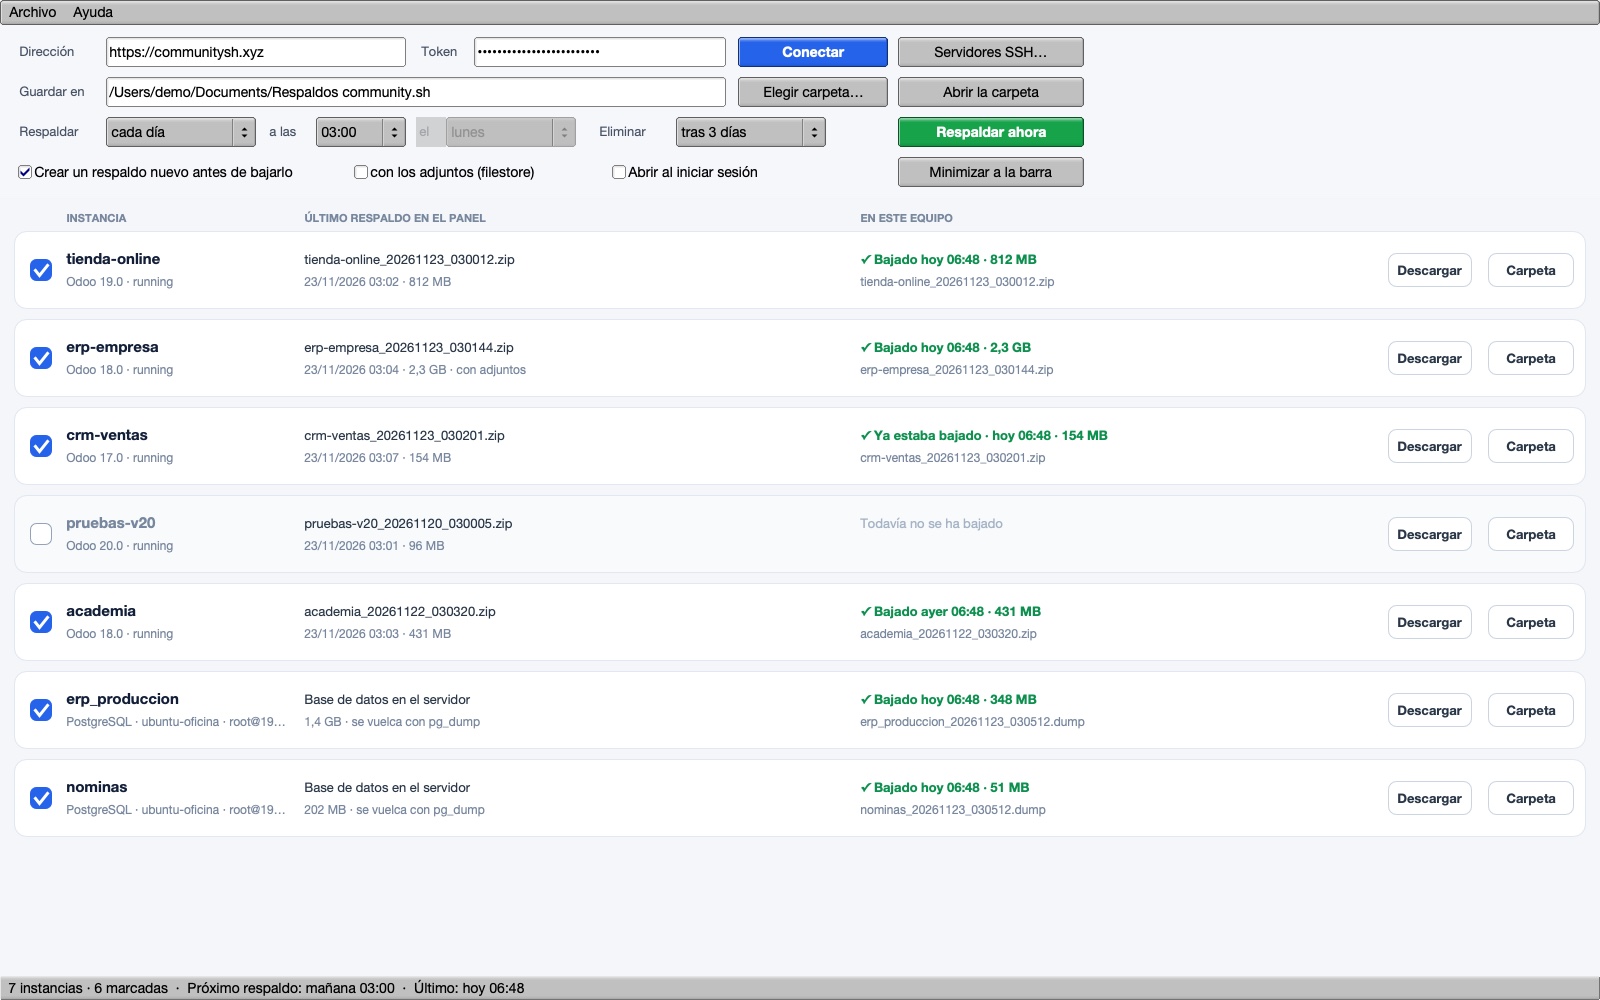 Archivo Ayuda
Dirección https://communitysh.xyz Token ••••••••••••••••••••••••• Conectar Servidores SSH...
Guardar en /Users/demo/Documents/Respaldos community.sh Elegir carpeta... Abrir la carpeta
Respaldar cada día a las 03:00 el lunes Eliminar tras 3 días Respaldar ahora
Crear un respaldo nuevo antes de bajarlo con los adjuntos (filestore) Abrir al iniciar sesión Minimizar a la barra
INSTANCIA ÚLTIMO RESPALDO EN EL PANEL EN ESTE EQUIPO
tienda-online tienda-online_20261123_030012.zip ✓ Bajado hoy 06:48 · 812 MB
Odoo 19.0 · running 23/11/2026 03:02 · 812 MB tienda-online_20261123_030012.zip Descargar Carpeta
erp-empresa erp-empresa_20261123_030144.zip ✓ Bajado hoy 06:48 · 2,3 GB
Odoo 18.0 · running 23/11/2026 03:04 · 2,3 GB · con adjuntos erp-empresa_20261123_030144.zip Descargar Carpeta
crm-ventas crm-ventas_20261123_030201.zip ✓ Ya estaba bajado · hoy 06:48 · 154 MB
Odoo 17.0 · running 23/11/2026 03:07 · 154 MB crm-ventas_20261123_030201.zip Descargar Carpeta
pruebas-v20 pruebas-v20_20261120_030005.zip Todavía no se ha bajado
Odoo 20.0 · running 23/11/2026 03:01 · 96 MB Descargar Carpeta
academia academia_20261122_030320.zip ✓ Bajado ayer 06:48 · 431 MB
Odoo 18.0 · running 23/11/2026 03:03 · 431 MB academia_20261122_030320.zip Descargar Carpeta
erp_produccion Base de datos en el servidor ✓ Bajado hoy 06:48 · 348 MB
PostgreSQL · ubuntu-oficina · root@19... 1,4 GB · se vuelca con pg_dump erp_produccion_20261123_030512.dump Descargar Carpeta
nominas Base de datos en el servidor ✓ Bajado hoy 06:48 · 51 MB
PostgreSQL · ubuntu-oficina · root@19... 202 MB · se vuelca con pg_dump nominas_20261123_030512.dump Descargar Carpeta
7 instancias · 6 marcadas · Próximo respaldo: mañana 03:00 · Último: hoy 06:48